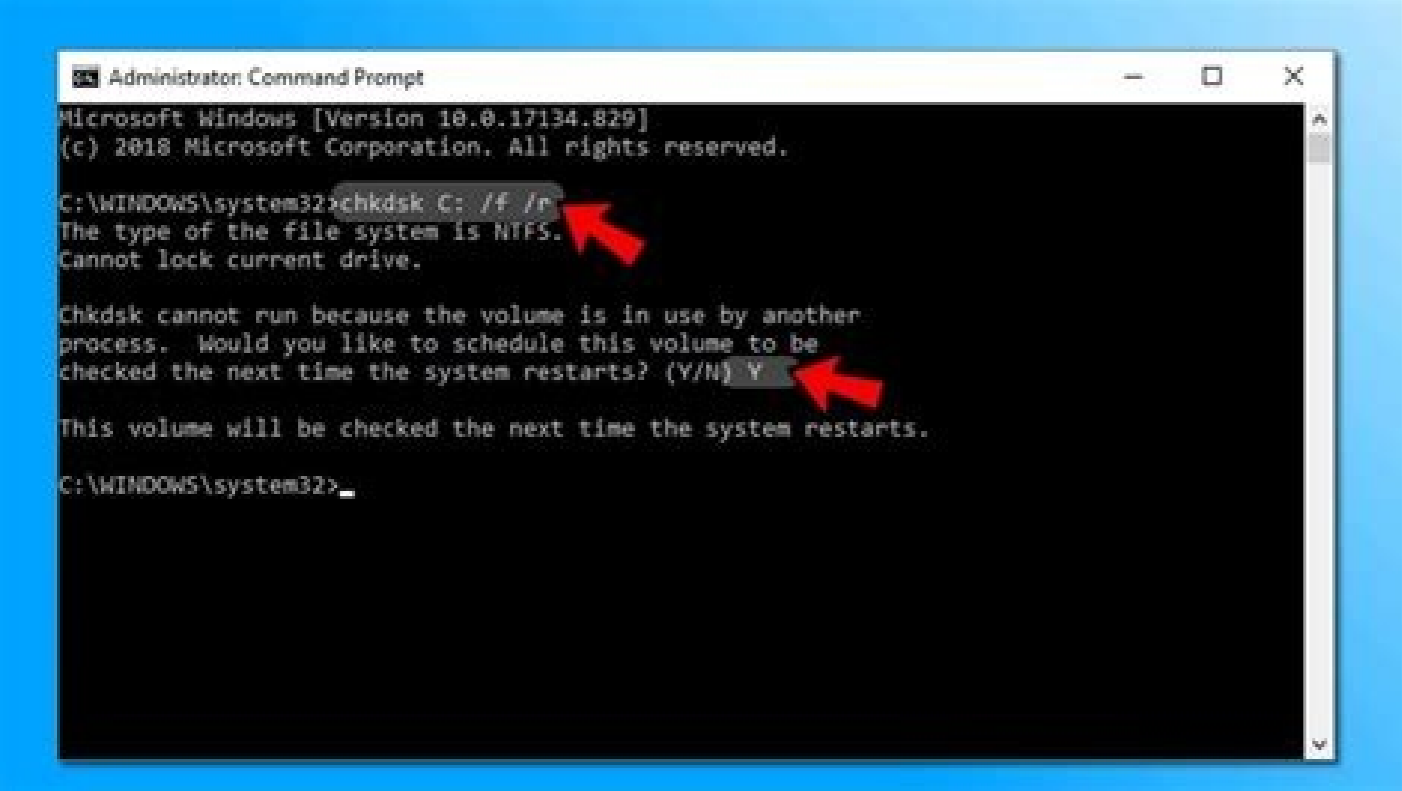 Administrator: Command Prompt
Microsoft Windows [Version 10.0.17134.829]
(c) 2018 Microsoft Corporation. All rights reserved.
C:\WINDOWS\system32>chkdsk C: /f /r
The type of the file system is NTFS.
Cannot lock current drive.
Chkdsk cannot run because the volume is in use by another
process.  Would you like to schedule this volume to be
checked the next time the system restarts? (Y/N) Y
This volume will be checked the next time the system restarts.
C:\WINDOWS\system32>